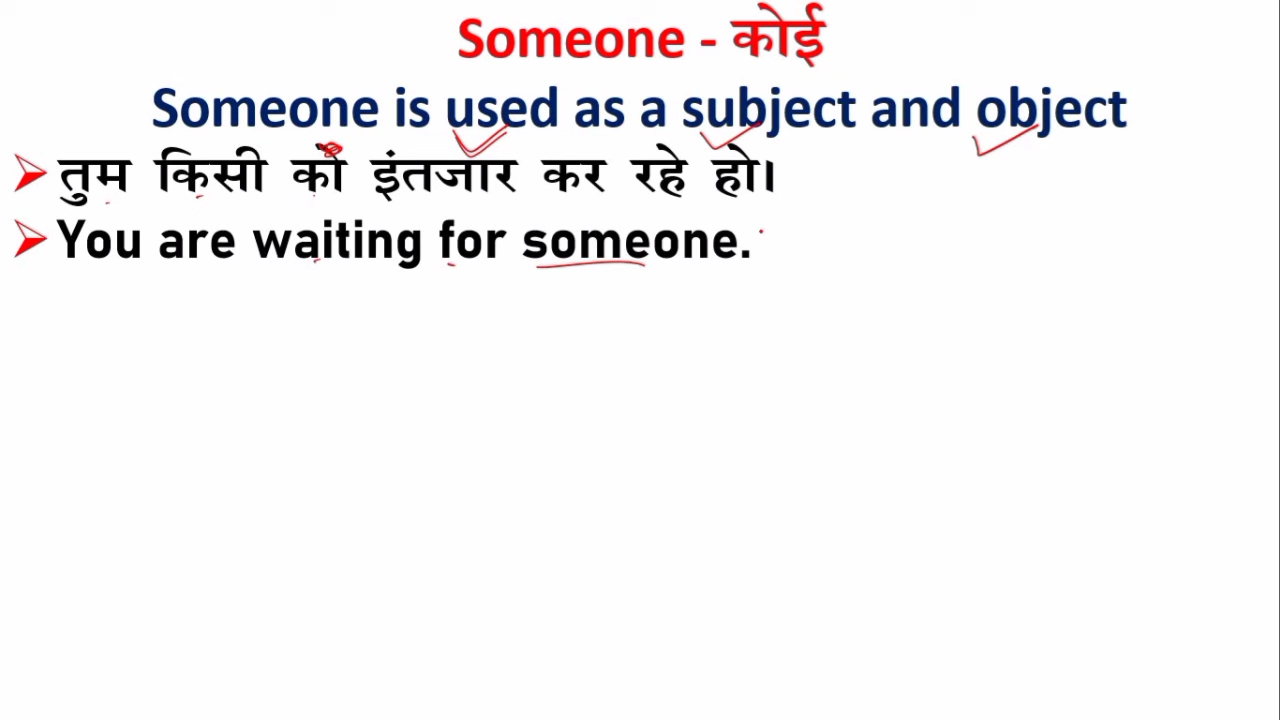 Someone - कोई
Someone is used as a subject and object
तुम किसी को इंतजार कर रहे हो।
You are waiting for someone.